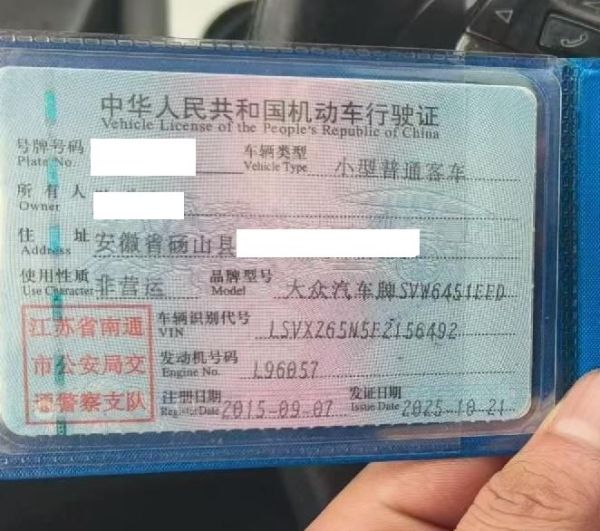 中华人民共和国机动车行驶证
Vehicle License of the People's Republic of China
号牌号码 车辆类型 小型普通客车
Plate No. Vehicle Type
所有人
Owner
住址 安徽省砀山县
Address
使用性质 非营运 品牌型号 大众汽车牌SVW6451EED
Use Character Model
江苏省南通 车辆识别代号 LSVXZ65N5F2156492
VIN
市公安局交 发动机号码 L96057
Engine No.
通警察支队 注册日期 2015-09-07 发证日期 2025-10-21
Register Date Issue Date